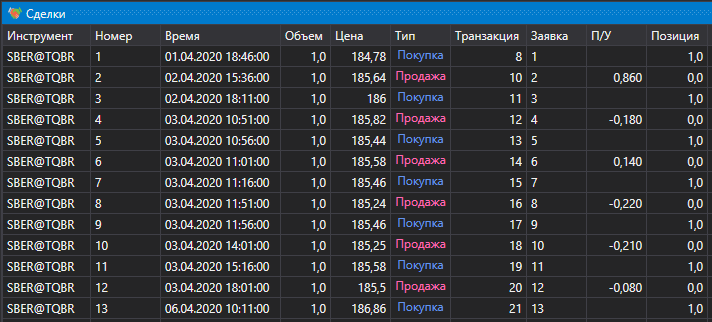 Сделки
Инструмент Номер Время Объем Цена Тип Транзакция Заявка П/У Позиция
SBER@TQBR 1 01.04.2020 18:46:00 1,0 184,78 Покупка 8 1 1,0
SBER@TQBR 2 02.04.2020 15:36:00 1,0 185,64 Продажа 10 2 0,860 0,0
SBER@TQBR 3 02.04.2020 18:11:00 1,0 186 Покупка 11 3 1,0
SBER@TQBR 4 03.04.2020 10:51:00 1,0 185,82 Продажа 12 4 -0,180 0,0
SBER@TQBR 5 03.04.2020 10:56:00 1,0 185,44 Покупка 13 5 1,0
SBER@TQBR 6 03.04.2020 11:01:00 1,0 185,58 Продажа 14 6 0,140 0,0
SBER@TQBR 7 03.04.2020 11:16:00 1,0 185,46 Покупка 15 7 1,0
SBER@TQBR 8 03.04.2020 11:51:00 1,0 185,24 Продажа 16 8 -0,220 0,0
SBER@TQBR 9 03.04.2020 11:56:00 1,0 185,46 Покупка 17 9 1,0
SBER@TQBR 10 03.04.2020 14:01:00 1,0 185,25 Продажа 18 10 -0,210 0,0
SBER@TQBR 11 03.04.2020 15:16:00 1,0 185,58 Покупка 19 11 1,0
SBER@TQBR 12 03.04.2020 18:01:00 1,0 185,5 Продажа 20 12 -0,080 0,0
SBER@TQBR 13 06.04.2020 10:11:00 1,0 186,86 Покупка 21 13 1,0